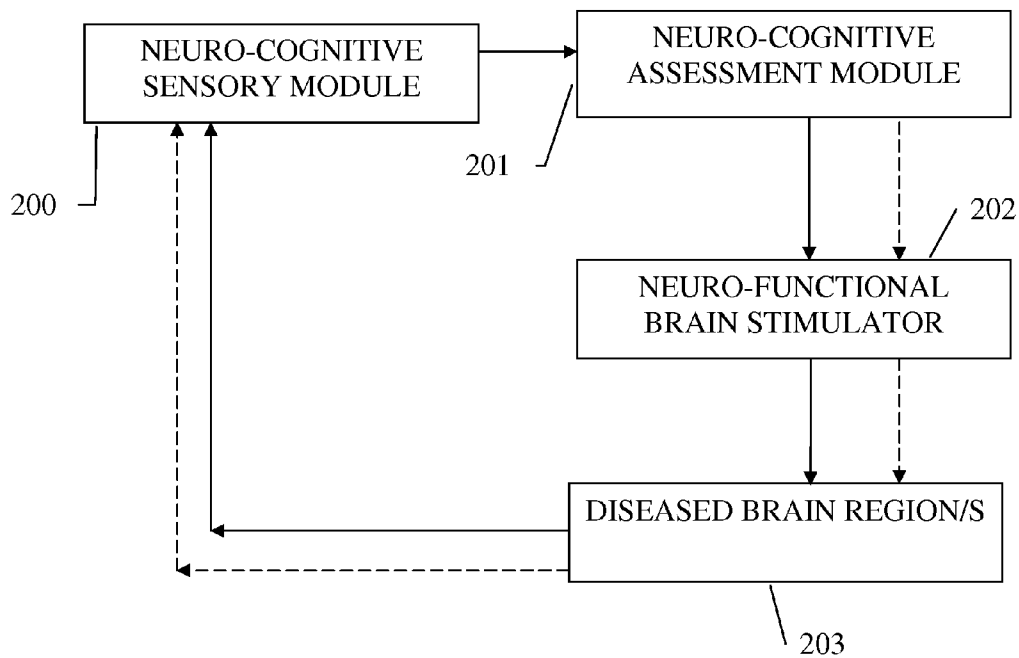 NEURO-COGNITIVE
SENSORY MODULE
NEURO-COGNITIVE
ASSESSMENT MODULE
201
200
202
NEURO-FUNCTIONAL
BRAIN STIMULATOR
DISEASED BRAIN REGION/S
203